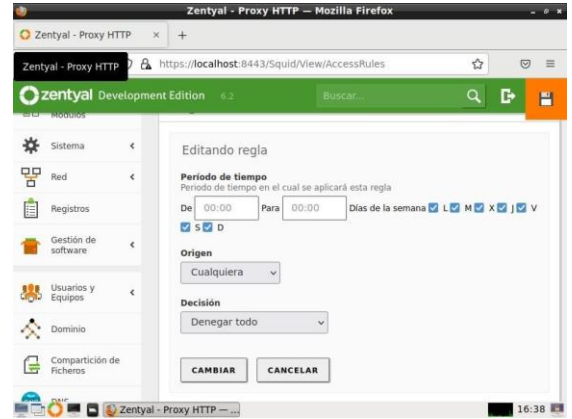 Zentyal - Proxy HTTP — Mozilla Firefox
Zentyal - Proxy HTTP × +
Zentyal - Proxy HTTP https://localhost:8443/Squid/View/AccessRules
zentyal Development Edition 6.2 Buscar...
Módulos
Sistema
Red
Registros
Gestión de
software
Usuarios y
Equipos
Dominio
Compartición de
Ficheros
DNS
Editando regla
Período de tiempo
Periodo de tiempo en el cual se aplicará esta regla
De 00:00 Para 00:00 Días de la semana L M X J V
S D
Origen
Cualquiera
Decisión
Denegar todo
CAMBIAR CANCELAR
Zentyal - Proxy HTTP — ... 16:38